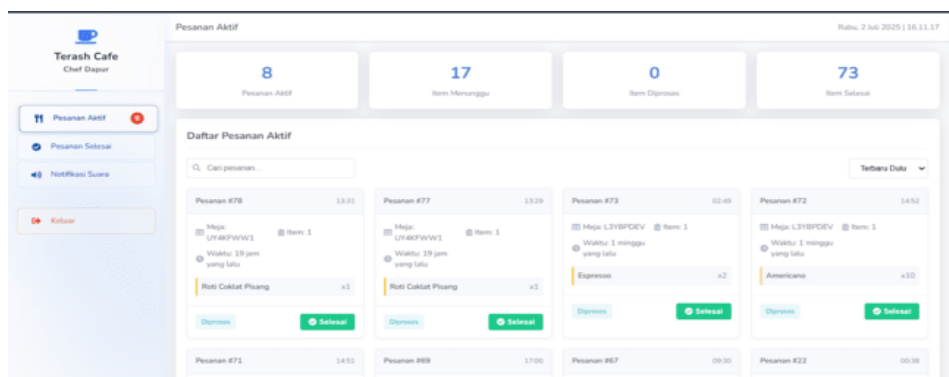 Terash Cafe
Chef Dapur
Pesanan Aktif
Pesanan Selesai
Notifikasi Suara
Keluar
Pesanan Aktif
Rabu, 2 Juli 2025 | 16.11.17
8
Pesanan Aktif
17
Item Menunggu
0
Item Diproses
73
Item Selesai
Daftar Pesanan Aktif
Cari pesanan...
Terbaru Dulu
Pesanan #78 13:31
Meja: UY4KFWW1 Item: 1
Waktu: 19 jam yang lalu
Roti Coklat Pisang x1
Diproses Selesai
Pesanan #77 13:29
Meja: UY4KFWW1 Item: 1
Waktu: 19 jam yang lalu
Roti Coklat Pisang x1
Diproses Selesai
Pesanan #73 02:49
Meja: L3YBPDEV Item: 1
Waktu: 1 minggu yang lalu
Espresso x2
Diproses Selesai
Pesanan #72 14:52
Meja: L3YBPDEV Item: 1
Waktu: 1 minggu yang lalu
Americano x10
Diproses Selesai
Pesanan #71 14:51
Pesanan #69 17:00
Pesanan #67 09:30
Pesanan #22 00:38